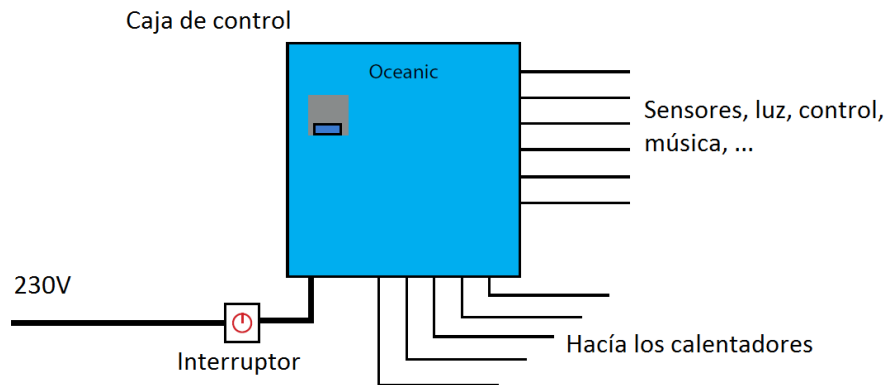 Caja de control
Oceanic
Sensores, luz, control,
música, ...
230V
Interruptor
Hacía los calentadores